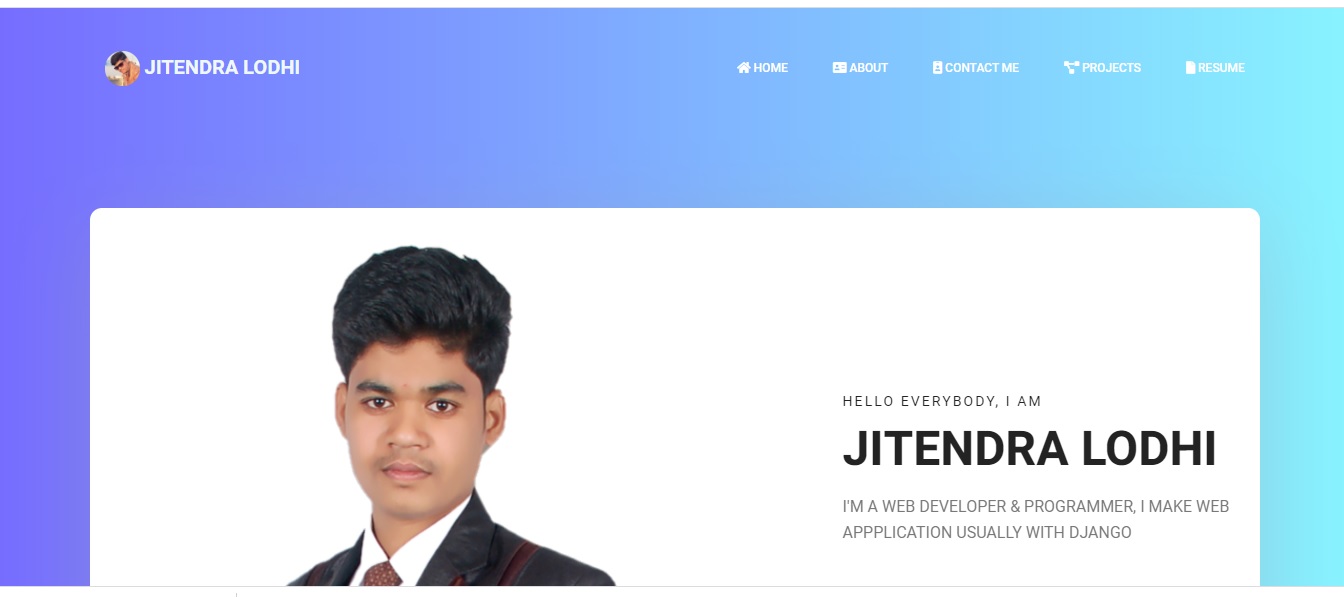 JITENDRA LODHI
HOME ABOUT CONTACT ME PROJECTS RESUME
HELLO EVERYBODY, I AM
JITENDRA LODHI
I'M A WEB DEVELOPER & PROGRAMMER, I MAKE WEB
APPPLICATION USUALLY WITH DJANGO